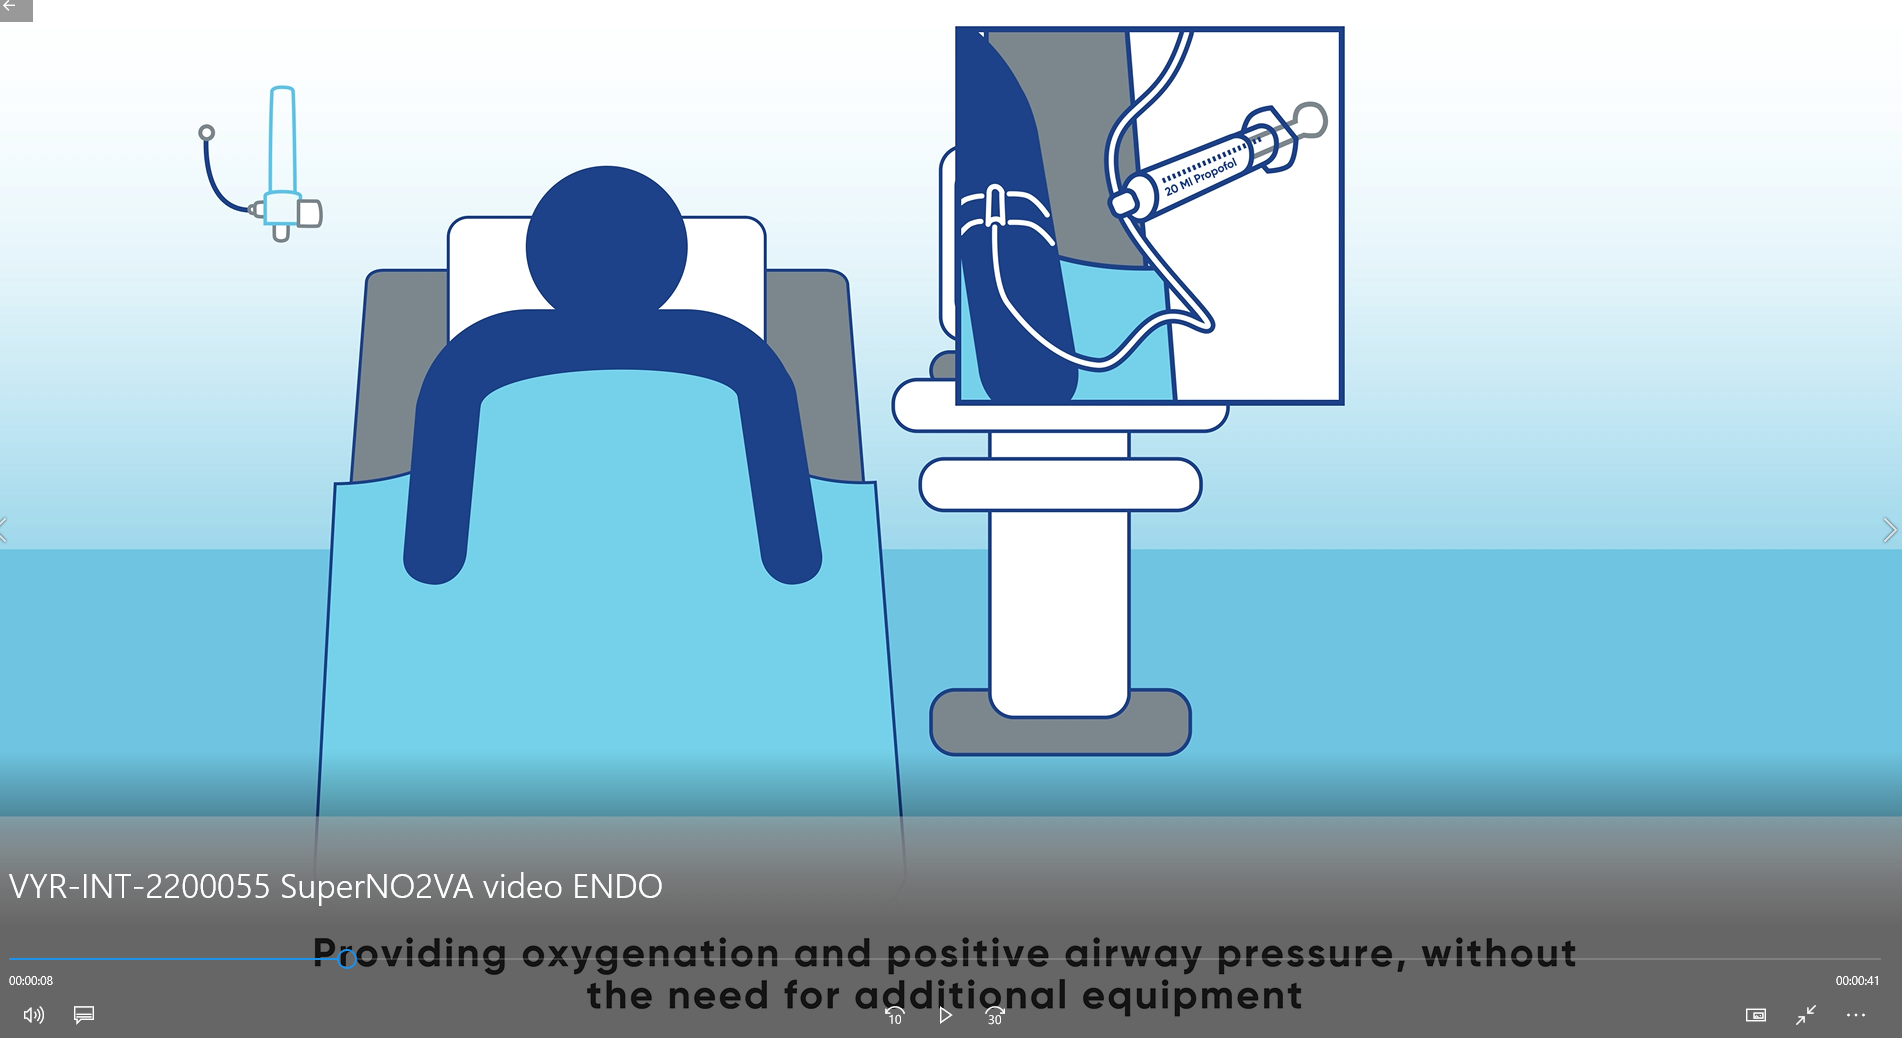 20 Ml Propofol
VYR-INT-2200055 SuperNO2VA video ENDO
Providing oxygenation and positive airway pressure, without
the need for additional equipment
00:00:08
00:00:41
10
30